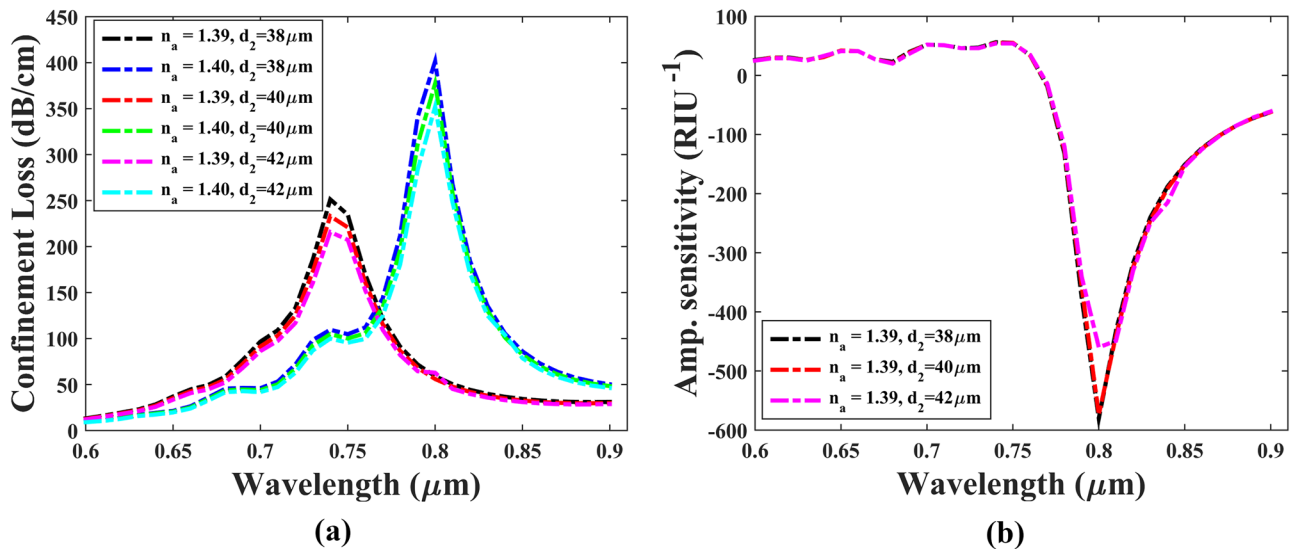 450
400
350
300
250
200
150
100
50
0
Confinement Loss (dB/cm)
n_a = 1.39, d_2=38μm
n_a = 1.40, d_2=38μm
n_a = 1.39, d_2=40μm
n_a = 1.40, d_2=40μm
n_a = 1.39, d_2=42μm
n_a = 1.40, d_2=42μm
0.6 0.65 0.7 0.75 0.8 0.85 0.9
Wavelength (μm)
(a)
100
0
-100
-200
-300
-400
-500
-600
Amp. sensitivity (RIU^-1)
n_a = 1.39, d_2=38μm
n_a = 1.39, d_2=40μm
n_a = 1.39, d_2=42μm
0.6 0.65 0.7 0.75 0.8 0.85 0.9
Wavelength (μm)
(b)